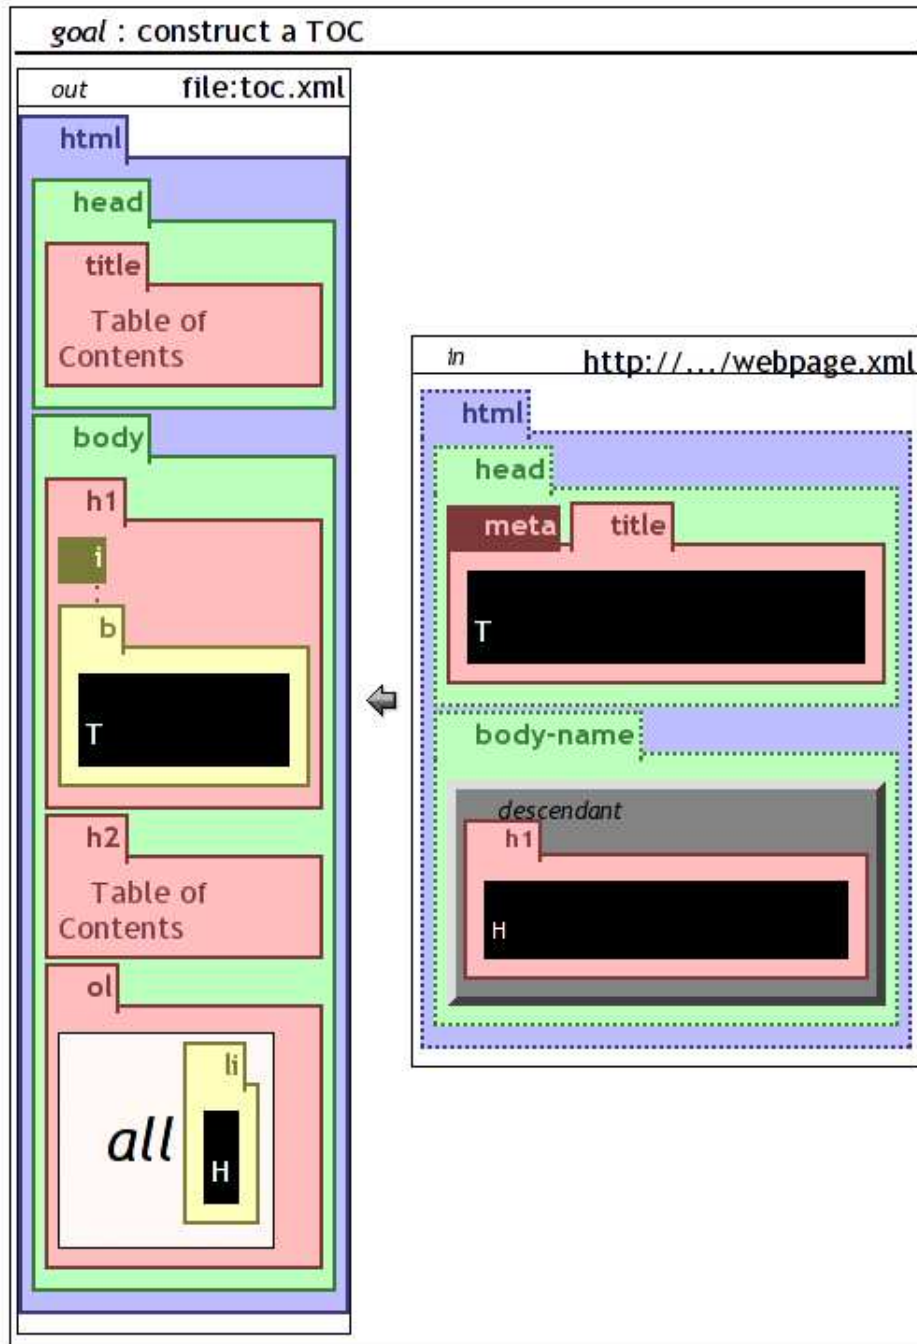 goal : construct a TOC
out file:toc.xml
html
head
title
Table of
Contents
body
h1
i
b
T
h2
Table of
Contents
ol
all
li
H
in http://.../webpage.xml
html
head
meta title
T
body-name
descendant
h1
H